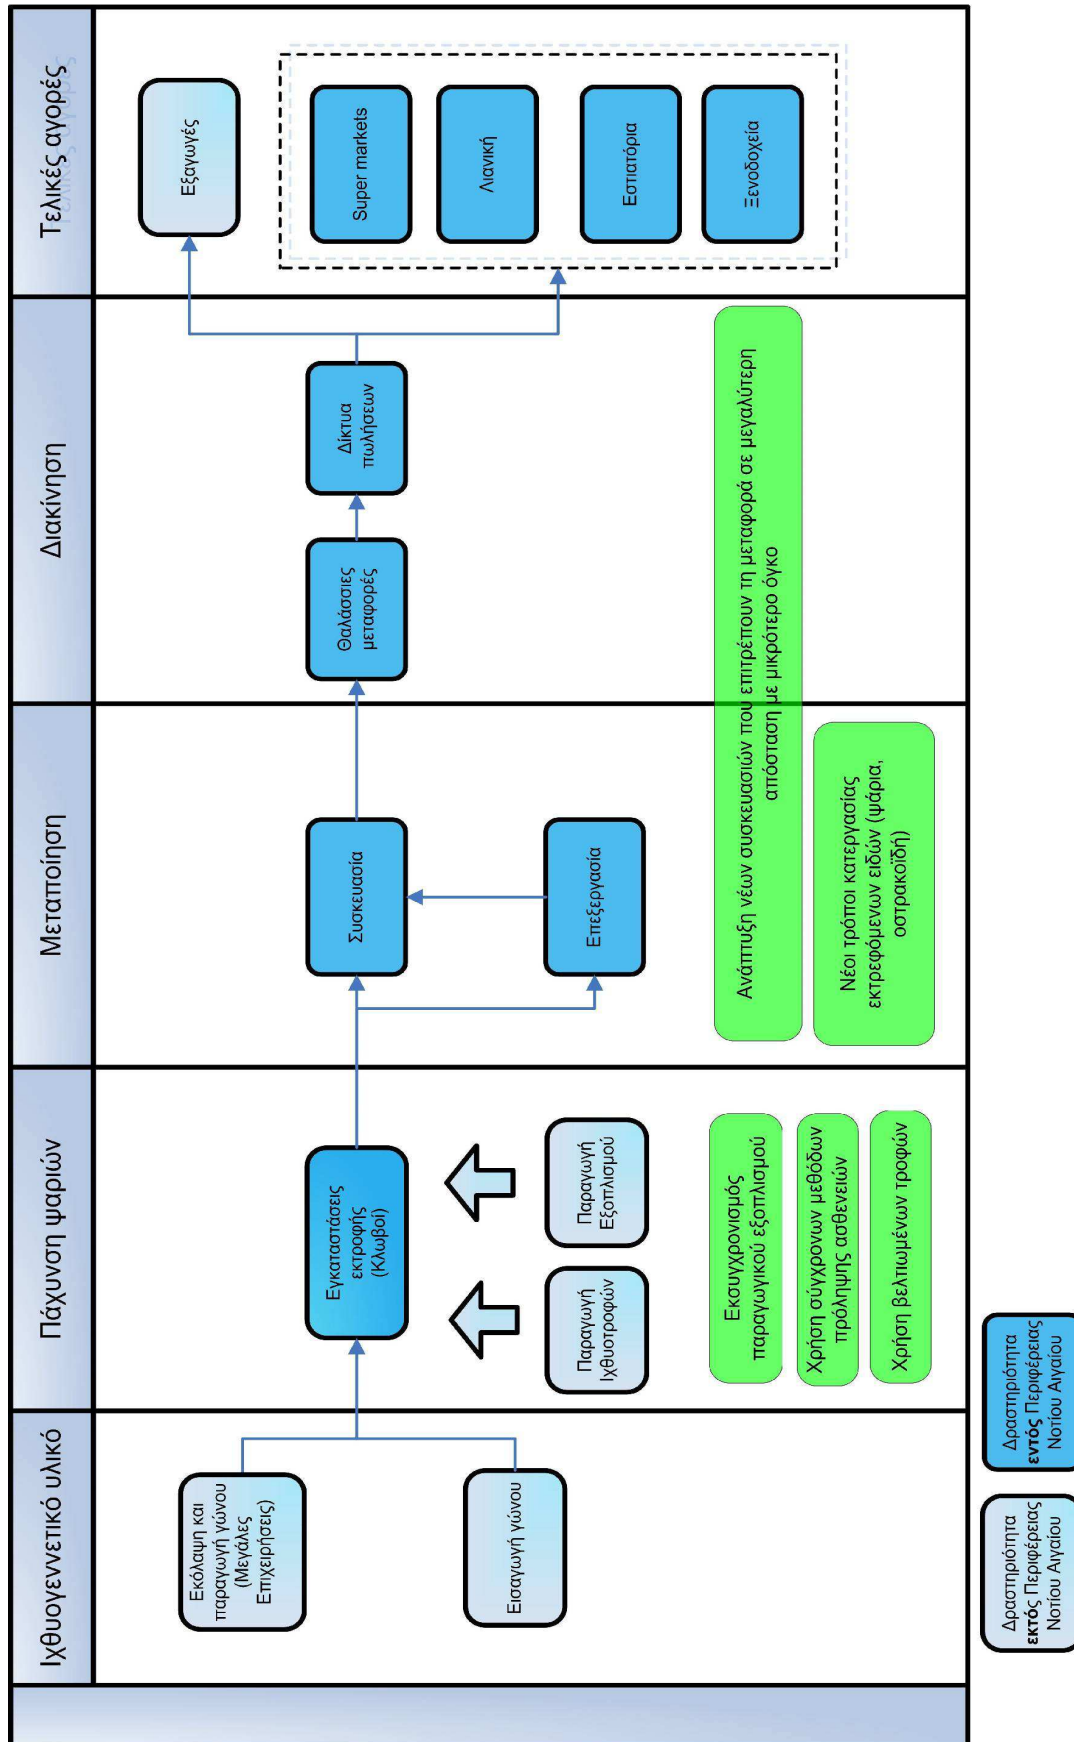 Ιχθυογεννετικό υλικό
Πάχυνση ψαριών
Μεταποίηση
Διακίνηση
Τελικές αγορές
Εκόλαψη και
παραγωγή γώνου
(Μεγάλες
Επιχειρήσεις)
Εισαγωγή γώνου
Εγκαταστάσεις
εκτροφής
(Κλωβοί)
Παραγωγή
Ιχθυοτροφών
Παραγωγή
Εξοπλισμού
Συσκευασία
Επεξεργασία
Θαλάσσιες
μεταφορές
Δίκτυα
πωλήσεων
Εξαγωγές
Super markets
Λιανική
Εστιατόρια
Ξενοδοχεία
Εκσυγχρονισμός
παραγωγικού εξοπλισμού
Χρήση σύγχρονων μεθόδων
πρόληψης ασθενειών
Χρήση βελτιωμένων τροφών
Ανάπτυξη νέων συσκευασιών που επιτρέπουν τη μεταφορά σε μεγαλύτερη
απόσταση με μικρότερο όγκο
Νέοι τρόποι κατεργασίας
εκτρεφόμενων ειδών (ψάρια,
οστρακοϊδή)
Δραστηριότητα
εκτός Περιφέρειας
Νοτίου Αιγαίου
Δραστηριότητα
εντός Περιφέρειας
Νοτίου Αιγαίου